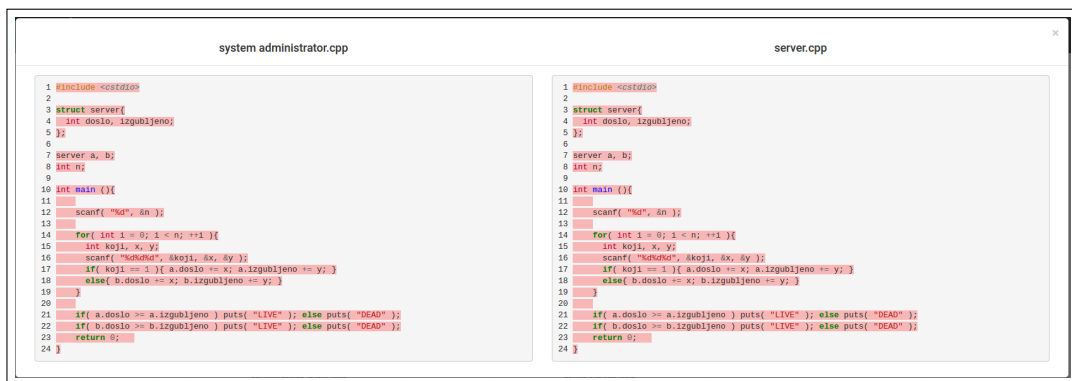 ×
system administrator.cpp
1 #include <cstdio>
2
3 struct server{
4 int doslo, izgubljeno;
5 };
6
7 server a, b;
8 int n;
9
10 int main (){
11
12 scanf( "%d", &n );
13
14 for( int i = 0; i < n; ++i ){
15 int koji, x, y;
16 scanf( "%d%d%d", &koji, &x, &y );
17 if( koji == 1 ){ a.doslo += x; a.izgubljeno += y; }
18 else{ b.doslo += x; b.izgubljeno += y; }
19 }
20
21 if( a.doslo >= a.izgubljeno ) puts( "LIVE" ); else puts( "DEAD" );
22 if( b.doslo >= b.izgubljeno ) puts( "LIVE" ); else puts( "DEAD" );
23 return 0;
24 }
server.cpp
1 #include <cstdio>
2
3 struct server{
4 int doslo, izgubljeno;
5 };
6
7 server a, b;
8 int n;
9
10 int main (){
11
12 scanf( "%d", &n );
13
14 for( int i = 0; i < n; ++i ){
15 int koji, x, y;
16 scanf( "%d%d%d", &koji, &x, &y );
17 if( koji == 1 ){ a.doslo += x; a.izgubljeno += y; }
18 else{ b.doslo += x; b.izgubljeno += y; }
19 }
20
21 if( a.doslo >= a.izgubljeno ) puts( "LIVE" ); else puts( "DEAD" );
22 if( b.doslo >= b.izgubljeno ) puts( "LIVE" ); else puts( "DEAD" );
23 return 0;
24 }